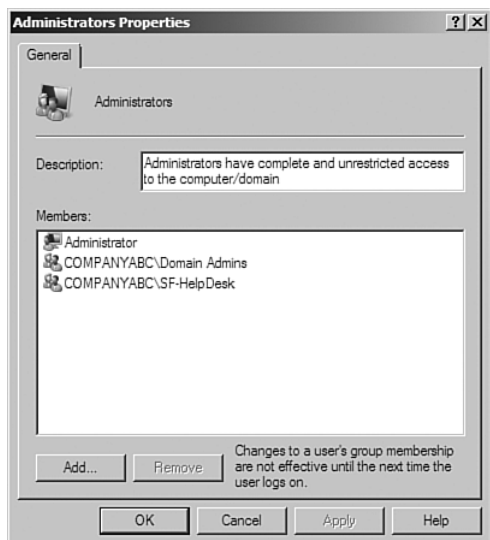 Administrators Properties
General
Administrators
Description:
Administrators have complete and unrestricted access
to the computer/domain
Members:
Administrator
COMPANYABC\Domain Admins
COMPANYABC\SF-HelpDesk
Add...
Remove
Changes to a user's group membership
are not effective until the next time the
user logs on.
OK
Cancel
Apply
Help